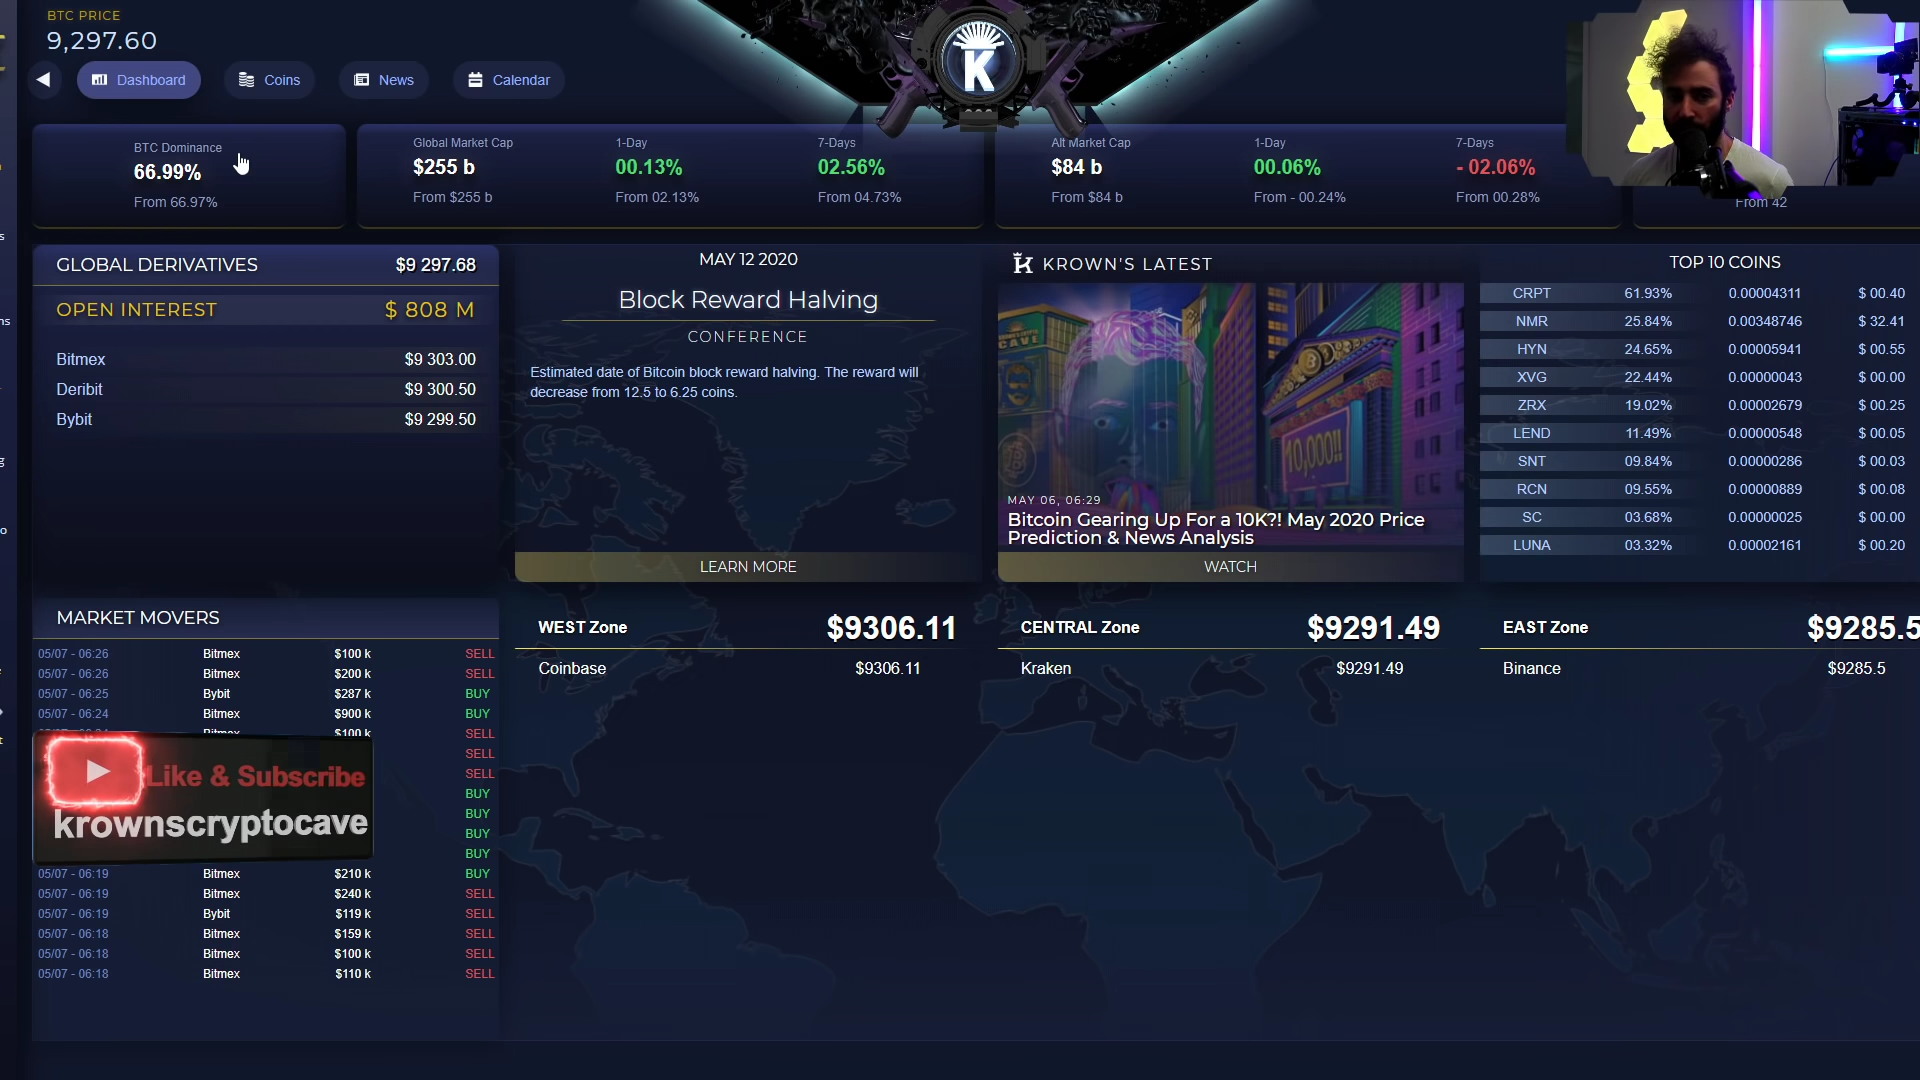 BTC PRICE
9,297.60
Dashboard
Coins
News
Calendar
K
BTC Dominance
66.99%
From 66.97%
Global Market Cap
$255 b
From $255 b
1-Day
00.13%
From 02.13%
7-Days
02.56%
From 04.73%
Alt Market Cap
$84 b
From $84 b
1-Day
00.06%
From - 00.24%
7-Days
- 02.06%
From 00.28%
From 42
GLOBAL DERIVATIVES $9 297.68
OPEN INTEREST $ 808 M
Bitmex $9 303.00
Deribit $9 300.50
Bybit $9 299.50
MAY 12 2020
Block Reward Halving
CONFERENCE
Estimated date of Bitcoin block reward halving. The reward will
decrease from 12.5 to 6.25 coins.
LEARN MORE
KROWN'S LATEST
CAVE
10,000!!
MAY 06, 06:29
Bitcoin Gearing Up For a 10K?! May 2020 Price
Prediction & News Analysis
WATCH
TOP 10 COINS
CRPT 61.93% 0.00004311 $ 00.40
NMR 25.84% 0.00348746 $ 32.41
HYN 24.65% 0.00005941 $ 00.55
XVG 22.44% 0.00000043 $ 00.00
ZRX 19.02% 0.00002679 $ 00.25
LEND 11.49% 0.00000548 $ 00.05
SNT 09.84% 0.00000286 $ 00.03
RCN 09.55% 0.00000889 $ 00.08
SC 03.68% 0.00000025 $ 00.00
LUNA 03.32% 0.00002161 $ 00.20
MARKET MOVERS
05/07 - 06:26 Bitmex $100 k SELL
05/07 - 06:26 Bitmex $200 k SELL
05/07 - 06:25 Bybit $287 k BUY
05/07 - 06:24 Bitmex $900 k BUY
Bitmex $100 k SELL
SELL
SELL
BUY
BUY
BUY
BUY
Like & Subscribe
krownscryptocave
05/07 - 06:19 Bitmex $210 k BUY
05/07 - 06:19 Bitmex $240 k SELL
05/07 - 06:19 Bybit $119 k SELL
05/07 - 06:18 Bitmex $159 k SELL
05/07 - 06:18 Bitmex $100 k SELL
05/07 - 06:18 Bitmex $110 k SELL
WEST Zone $9306.11
Coinbase $9306.11
CENTRAL Zone $9291.49
Kraken $9291.49
EAST Zone $9285.5
Binance $9285.5